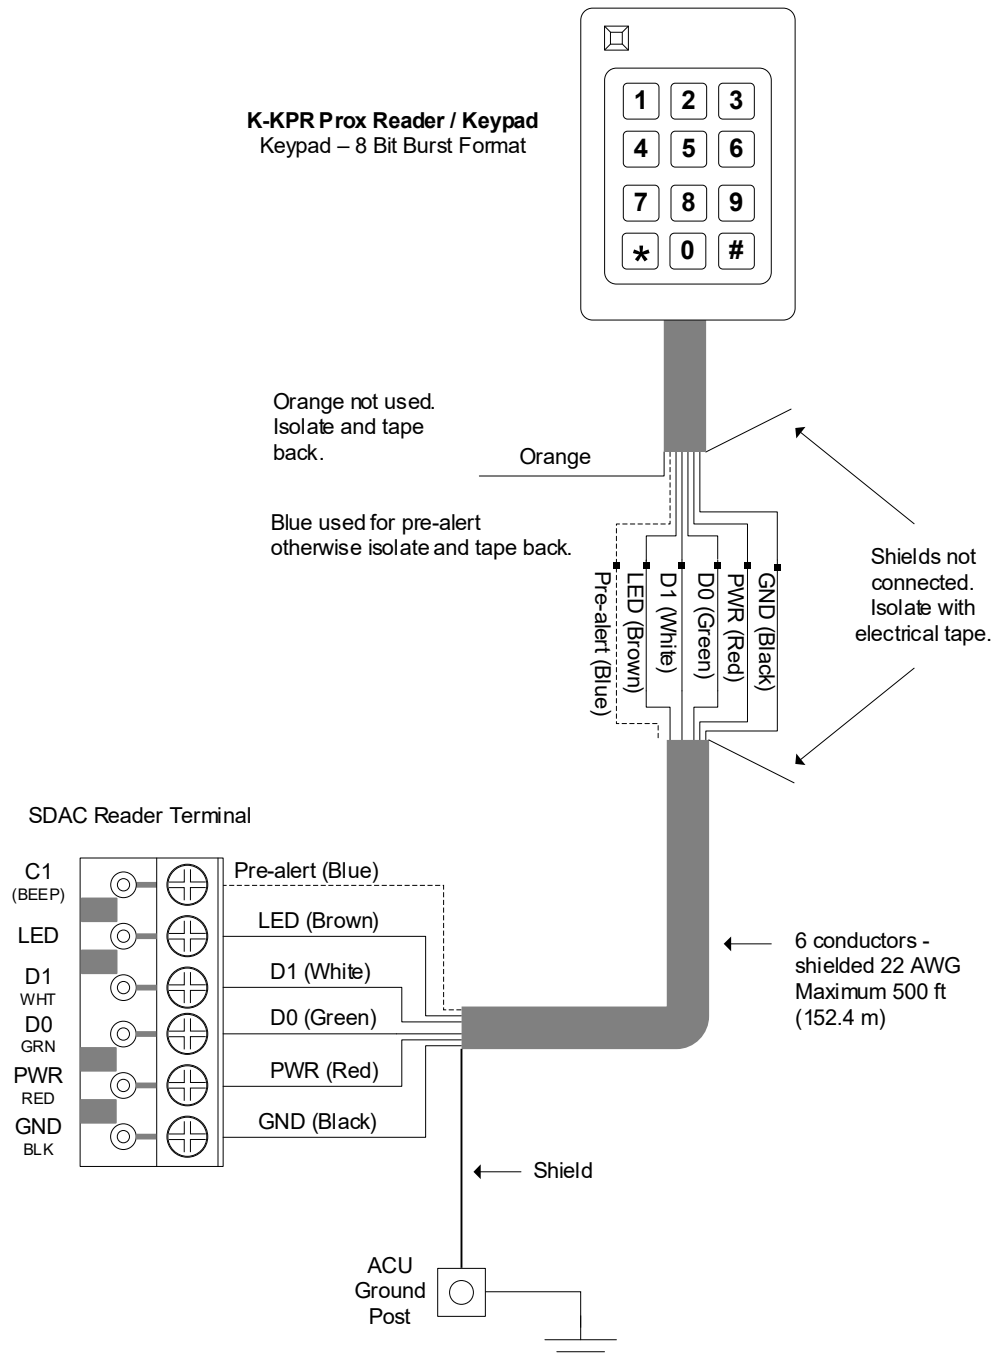 K-KPR Prox Reader / Keypad
Keypad – 8 Bit Burst Format
1 2 3
4 5 6
7 8 9
* 0 #
Orange not used.
Isolate and tape
back.
Orange
Blue used for pre-alert
otherwise isolate and tape back.
Pre-alert (Blue)
LED (Brown)
D1 (White)
D0 (Green)
PWR (Red)
GND (Black)
Shields not
connected.
Isolate with
electrical tape.
SDAC Reader Terminal
C1
(BEEP)
LED
D1
WHT
D0
GRN
PWR
RED
GND
BLK
Pre-alert (Blue)
LED (Brown)
D1 (White)
D0 (Green)
PWR (Red)
GND (Black)
6 conductors -
shielded 22 AWG
Maximum 500 ft
(152.4 m)
Shield
ACU
Ground
Post